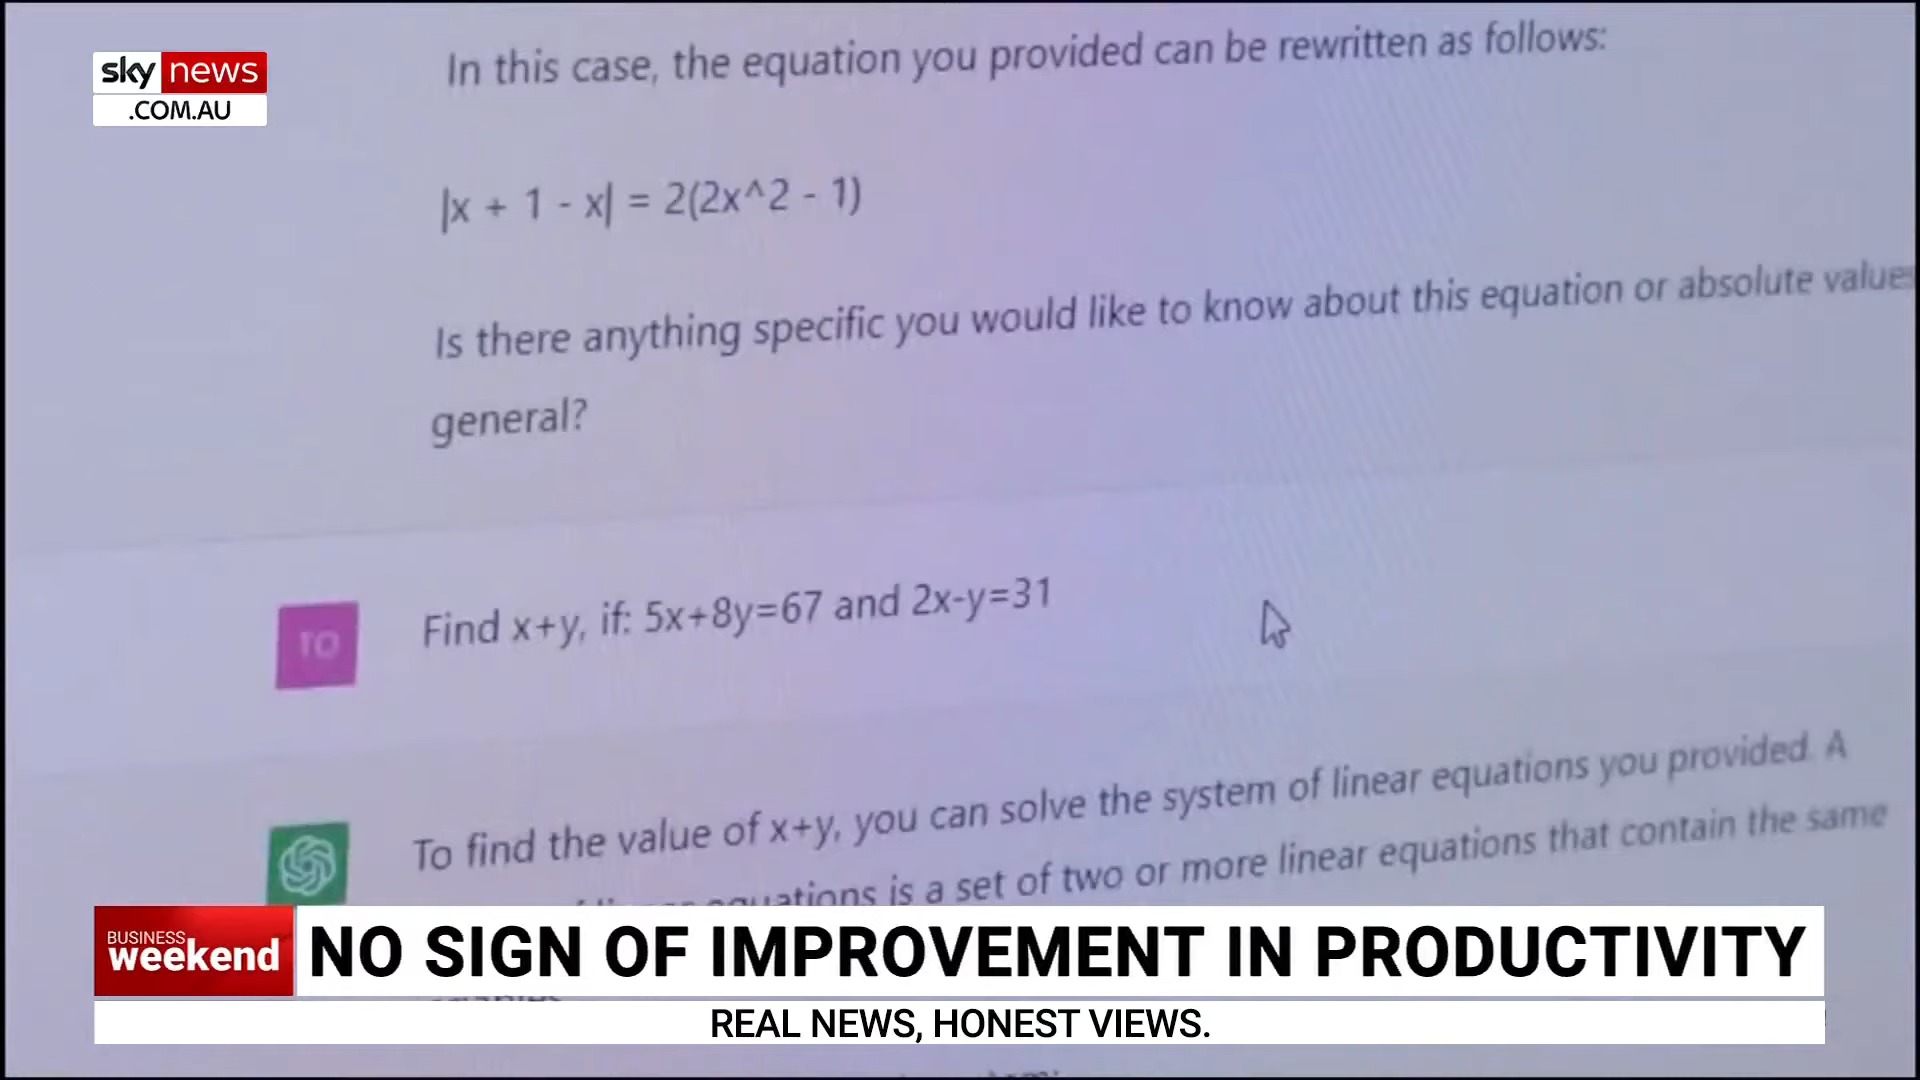 sky news
.COM.AU
In this case, the equation you provided can be rewritten as follows:
|x + 1 - x| = 2(2x^2 - 1)
Is there anything specific you would like to know about this equation or absolute values
general?
TO
Find x+y, if: 5x+8y=67 and 2x-y=31
To find the value of x+y, you can solve the system of linear equations you provided. A
equations is a set of two or more linear equations that contain the same
BUSINESS
weekend
NO SIGN OF IMPROVEMENT IN PRODUCTIVITY
REAL NEWS, HONEST VIEWS.